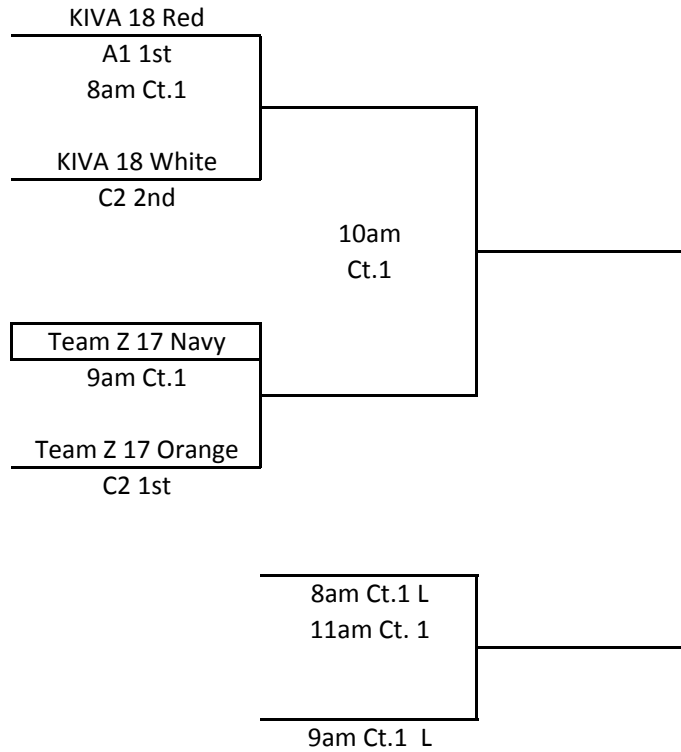 KIVA 18 Red
A1 1st
8am Ct.1
KIVA 18 White
C2 2nd
10am
Ct.1
Team Z 17 Navy
9am Ct.1
Team Z 17 Orange
C2 1st
8am Ct.1 L
11am Ct. 1
9am Ct.1  L